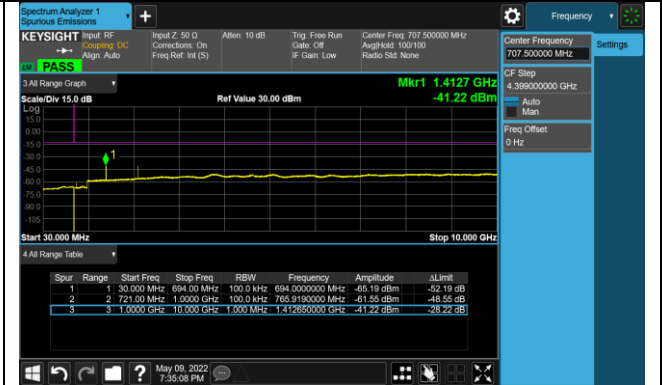 Spectrum Analyzer 1
Spurious Emissions
Frequency
KEYSIGHT
Input: RF
Coupling: DC
Align: Auto
Input Z: 50 Ω
Corrections: On
Freq Ref: Int (S)
Atten: 10 dB
Trig: Free Run
Gate: Off
IF Gain: Low
Center Freq: 707.500000 MHz
Avg|Hold: 100/100
Radio Std: None
PASS
Center Frequency
707.500000 MHz
Settings
CF Step
4.399000000 GHz
Auto
Man
Freq Offset
0 Hz
3 All Range Graph
Mkr1 1.4127 GHz
Scale/Div 15.0 dB
Ref Value 30.00 dBm
-41.22 dBm
Log
15.0
0.00
-15.0
-30.0
-45.0
-60.0
-75.0
-90.0
-105
1
Start 30.000 MHz
Stop 10.000 GHz
4 All Range Table
Spur Range Start Freq Stop Freq RBW Frequency Amplitude ΔLimit
1 1 30.000 MHz 694.00 MHz 100.0 kHz 694.0000000 MHz -65.19 dBm -52.19 dB
2 2 721.00 MHz 1.0000 GHz 100.0 kHz 765.9190000 MHz -61.55 dBm -48.55 dB
3 3 1.0000 GHz 10.000 GHz 1.000 MHz 1.412650000 GHz -41.22 dBm -28.22 dB
May 09, 2022
7:35:08 PM